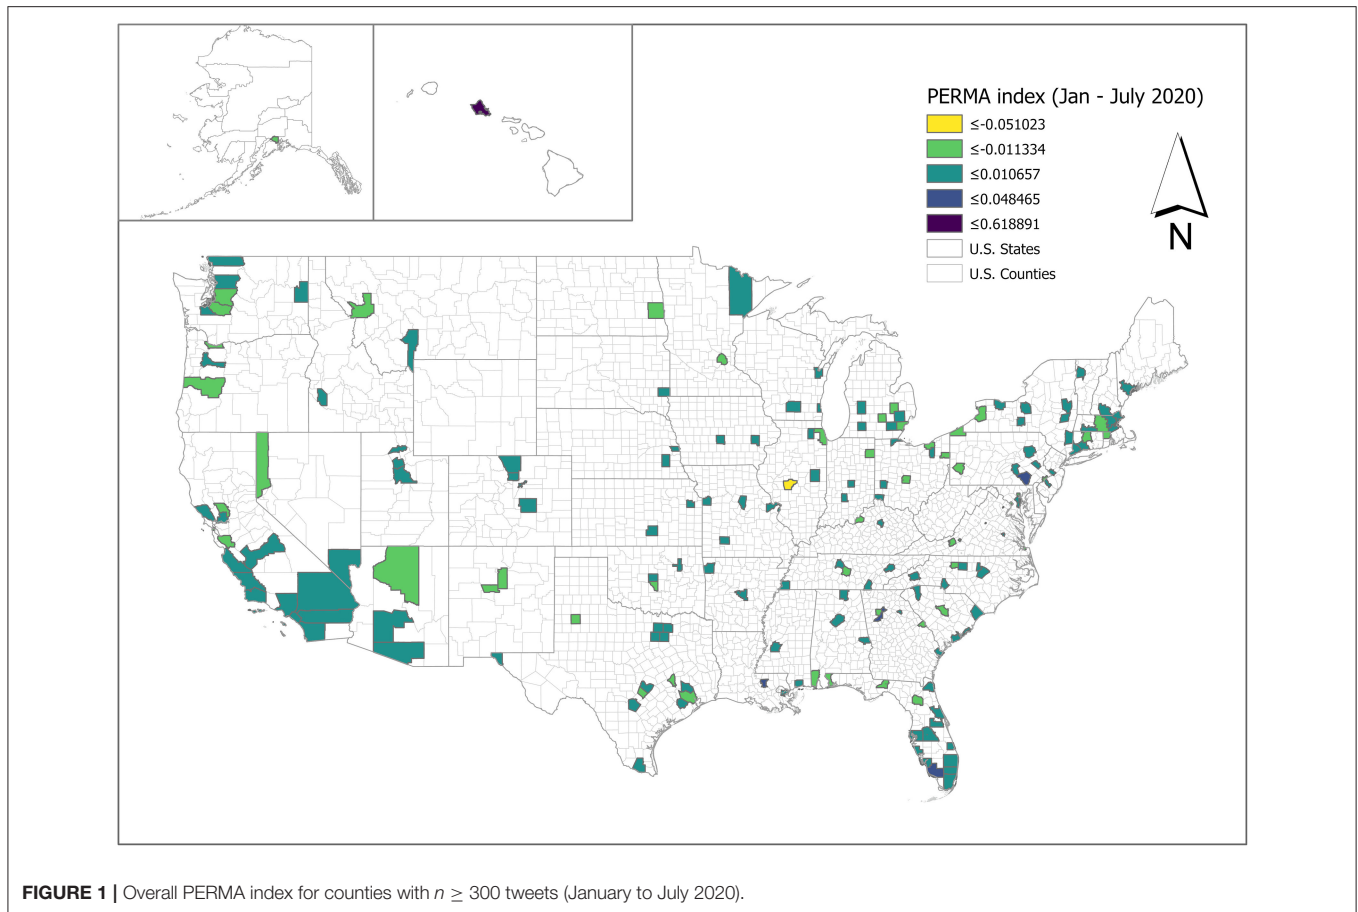 PERMA index (Jan - July 2020)
≤-0.051023
≤-0.011334
≤0.010657
≤0.048465
≤0.618891
U.S. States
U.S. Counties
N
FIGURE 1 | Overall PERMA index for counties with n ≥ 300 tweets (January to July 2020).